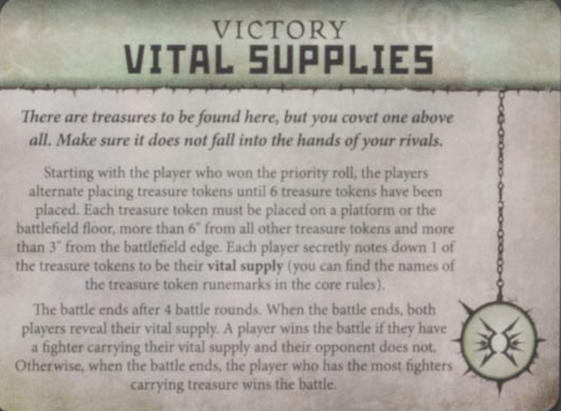 VICTORY
VITAL SUPPLIES
There are treasures to be found here, but you covet one above
all. Make sure it does not fall into the hands of your rivals.
Starting with the player who won the priority roll, the players
alternate placing treasure tokens until 6 treasure tokens have been
placed. Each treasure token must be placed on a platform or the
battlefield floor, more than 6" from all other treasure tokens and more
than 3" from the battlefield edge. Each player secretly notes down 1 of
the treasure tokens to be their vital supply (you can find the names of
the treasure token runemarks in the core rules).
The battle ends after 4 battle rounds. When the battle ends, both
players reveal their vital supply. A player wins the battle if they have
a fighter carrying their vital supply and their opponent does not.
Otherwise, when the battle ends, the player who has the most fighters
carrying treasure wins the battle.